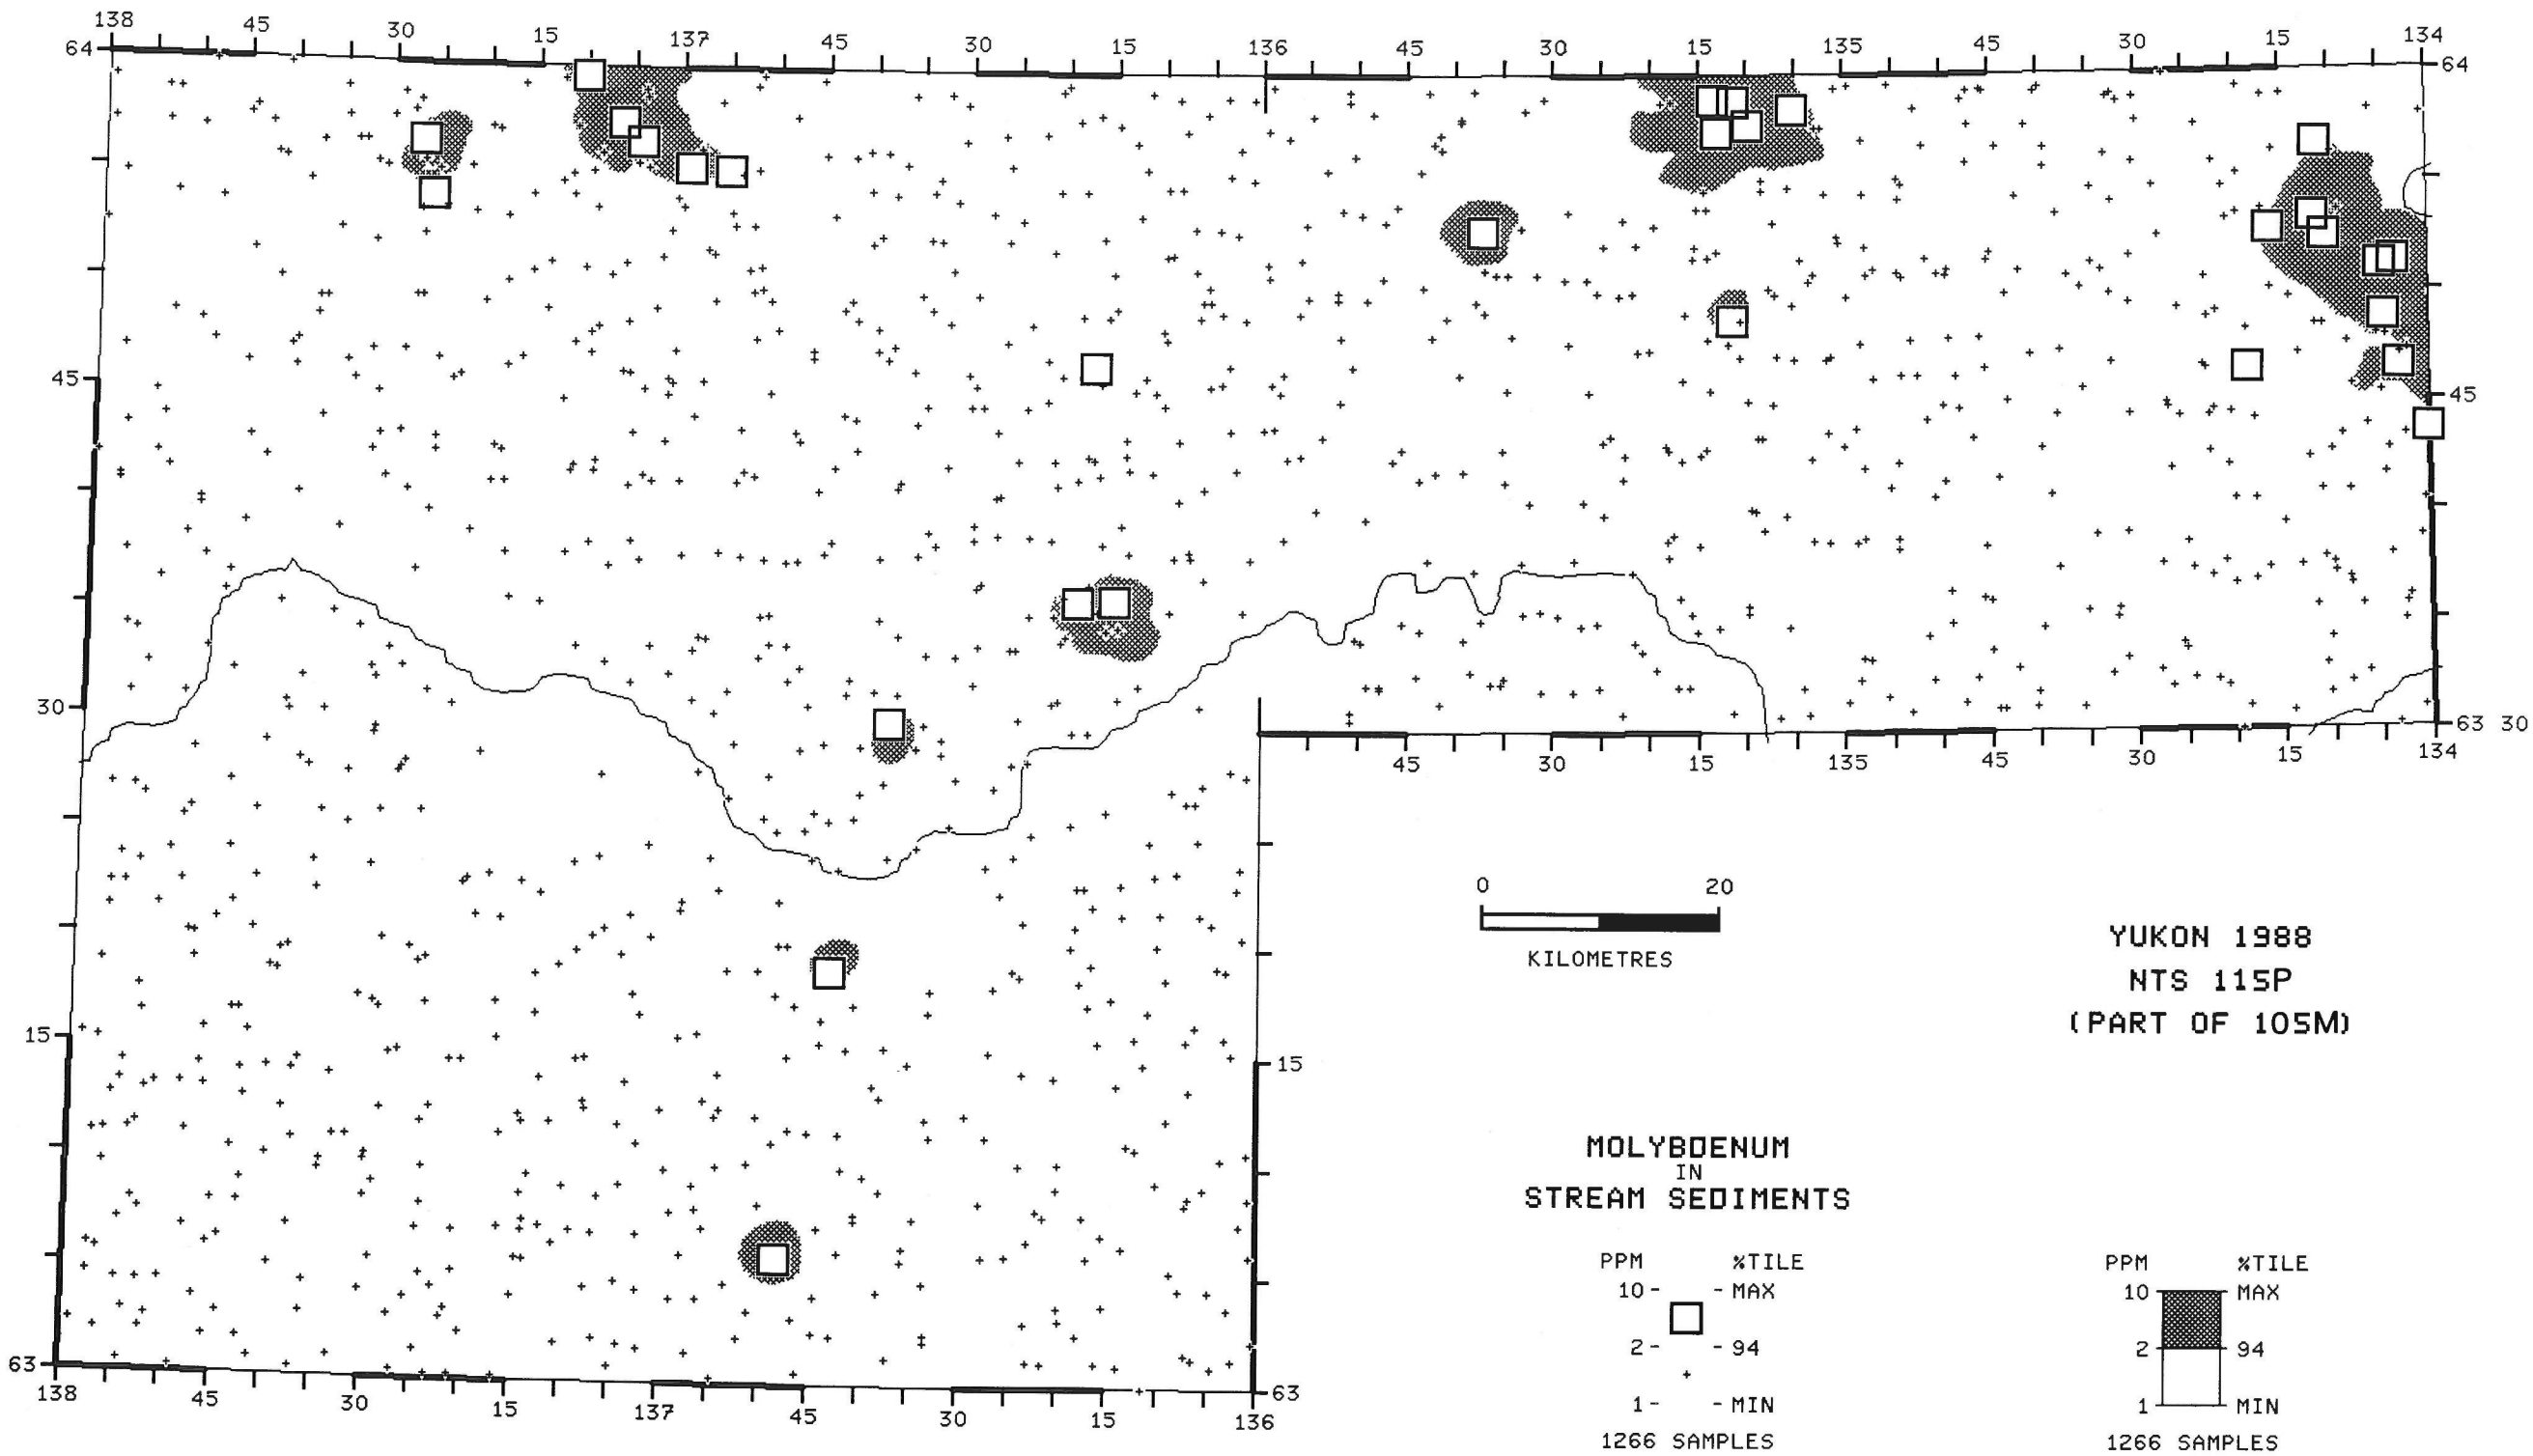 138 45 30 15 137 45 30 15 136 45 30 15 135 45 30 15 134
64 64
45 45
30 63 30
45 30 15 135 45 30 15 134
0 20
KILOMETRES
YUKON 1988
NTS 115P
(PART OF 105M)
15 15
MOLYBDENUM
IN
STREAM SEDIMENTS
PPM %TILE PPM %TILE
10- -MAX 10 MAX
2- -94 2 94
1- -MIN 1 MIN
1266 SAMPLES 1266 SAMPLES
63 63
138 45 30 15 137 45 30 15 136